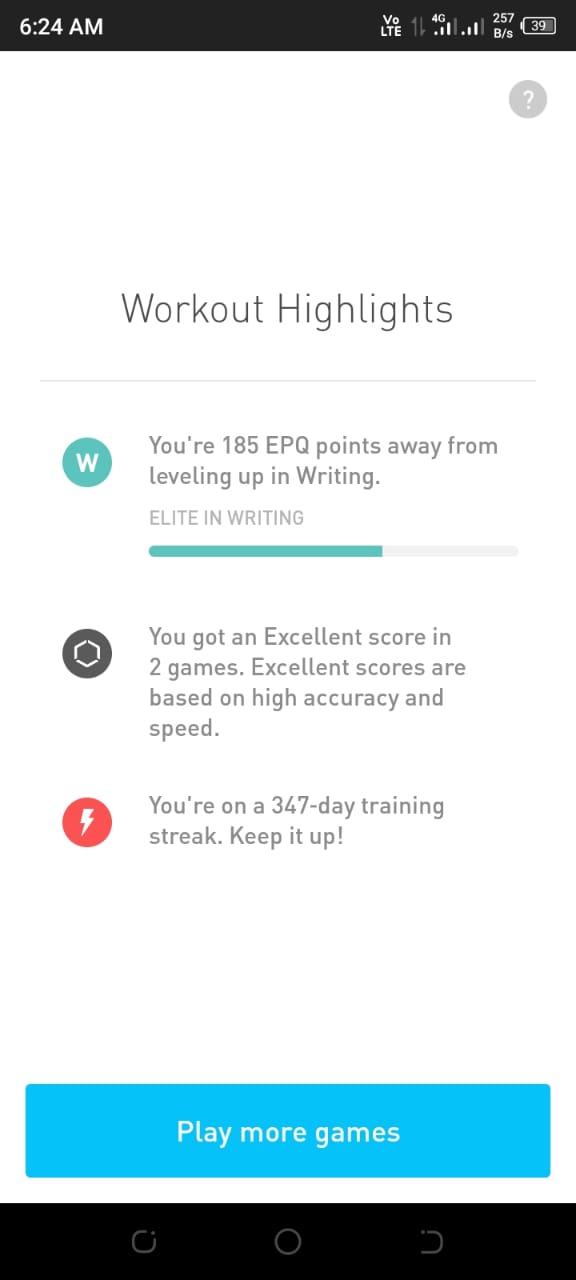 6:24 AM
Vo LTE 4G 257 B/s 39
?
Workout Highlights
W
You're 185 EPQ points away from
leveling up in Writing.
ELITE IN WRITING
You got an Excellent score in
2 games. Excellent scores are
based on high accuracy and
speed.
You're on a 347-day training
streak. Keep it up!
Play more games